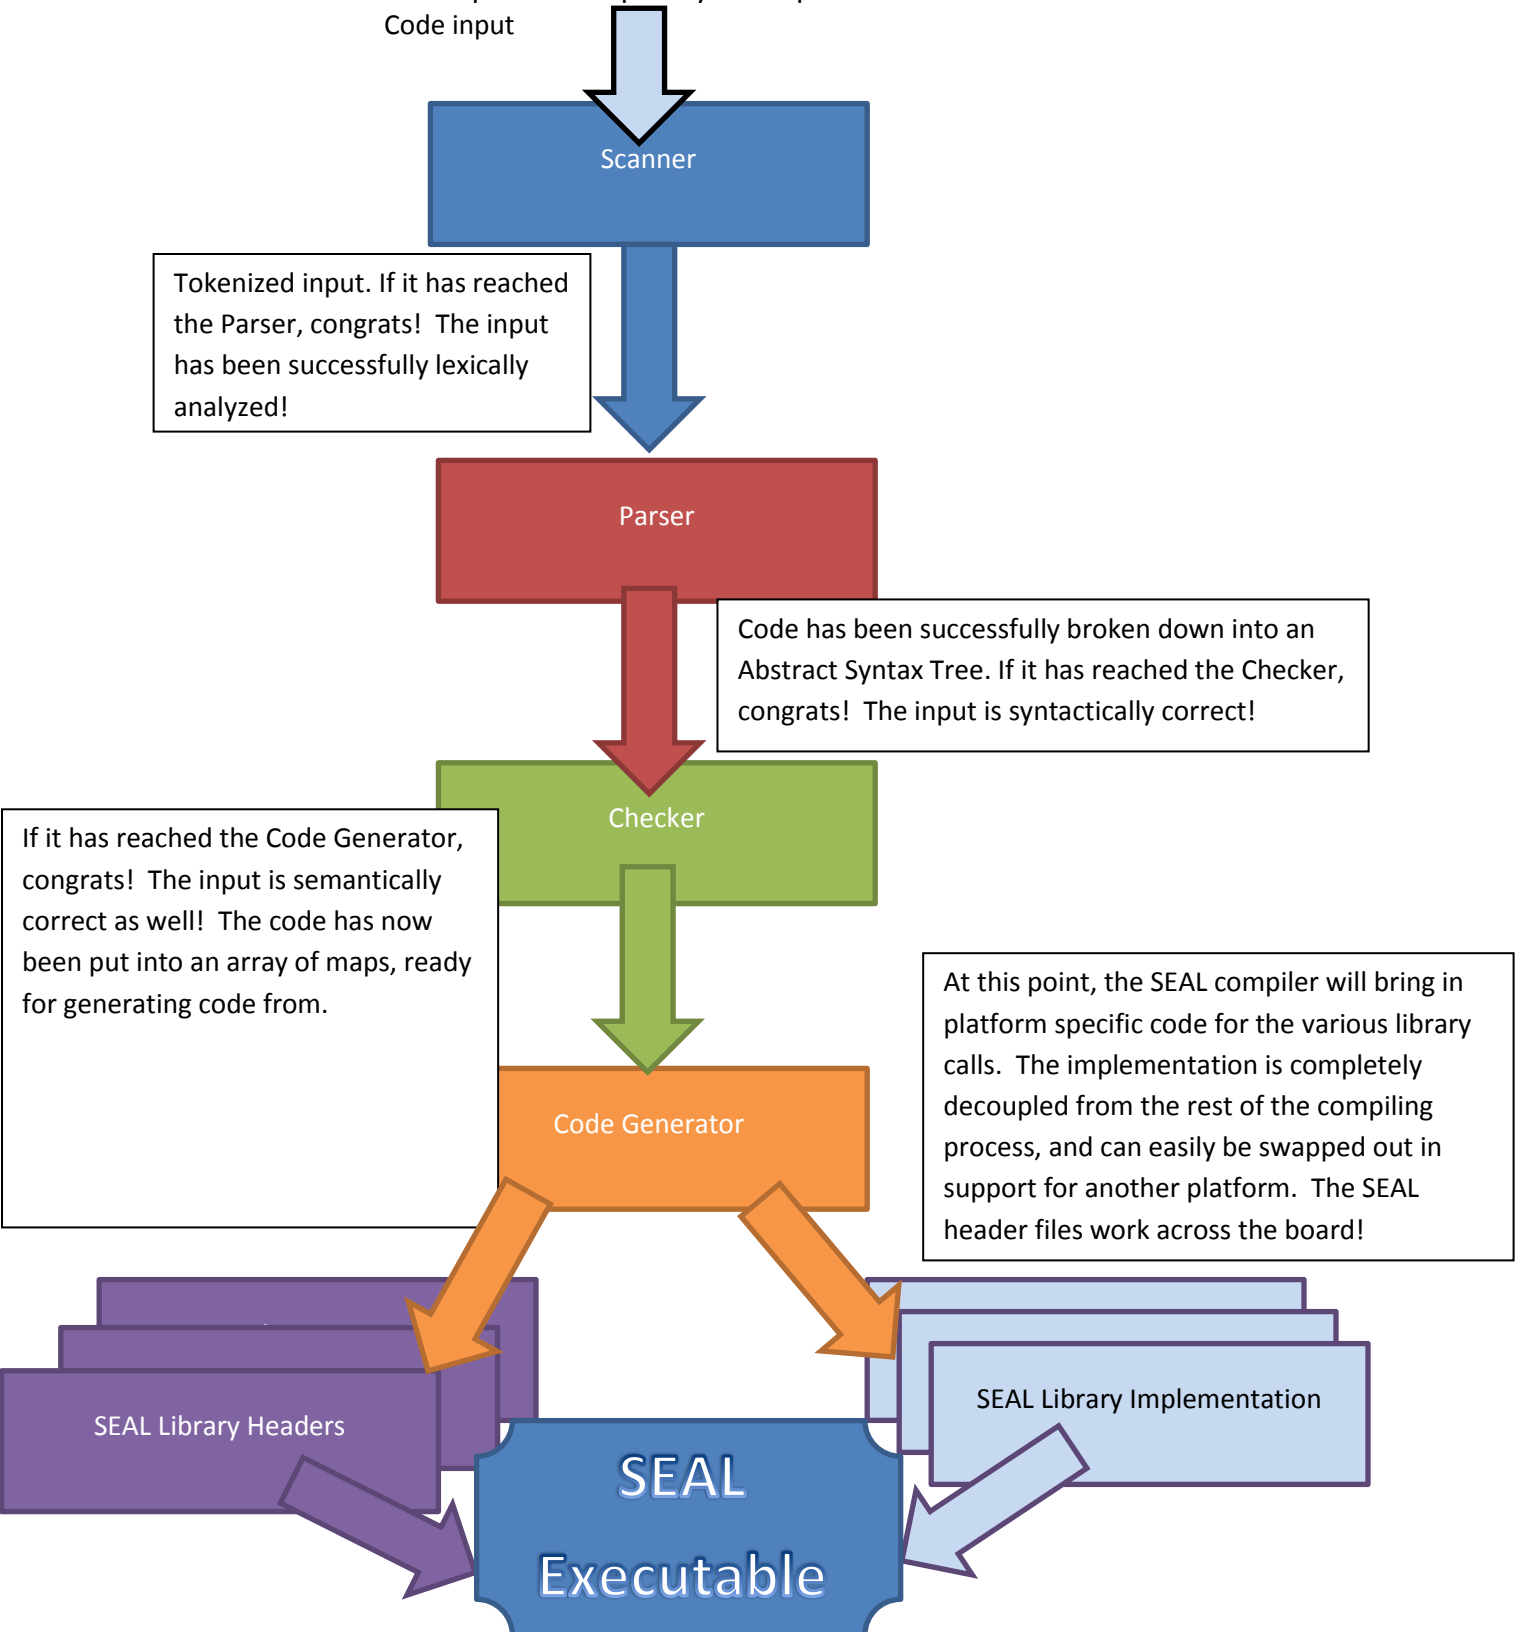 Code input
Scanner
Tokenized input. If it has reached
the Parser, congrats!  The input
has been successfully lexically
analyzed!
Parser
Code has been successfully broken down into an
Abstract Syntax Tree. If it has reached the Checker,
congrats!  The input is syntactically correct!
Checker
If it has reached the Code Generator,
congrats!  The input is semantically
correct as well!  The code has now
been put into an array of maps, ready
for generating code from.
At this point, the SEAL compiler will bring in
platform specific code for the various library
calls.  The implementation is completely
decoupled from the rest of the compiling
process, and can easily be swapped out in
support for another platform.  The SEAL
header files work across the board!
Code Generator
SEAL Library Headers
SEAL Library Implementation
SEAL
Executable